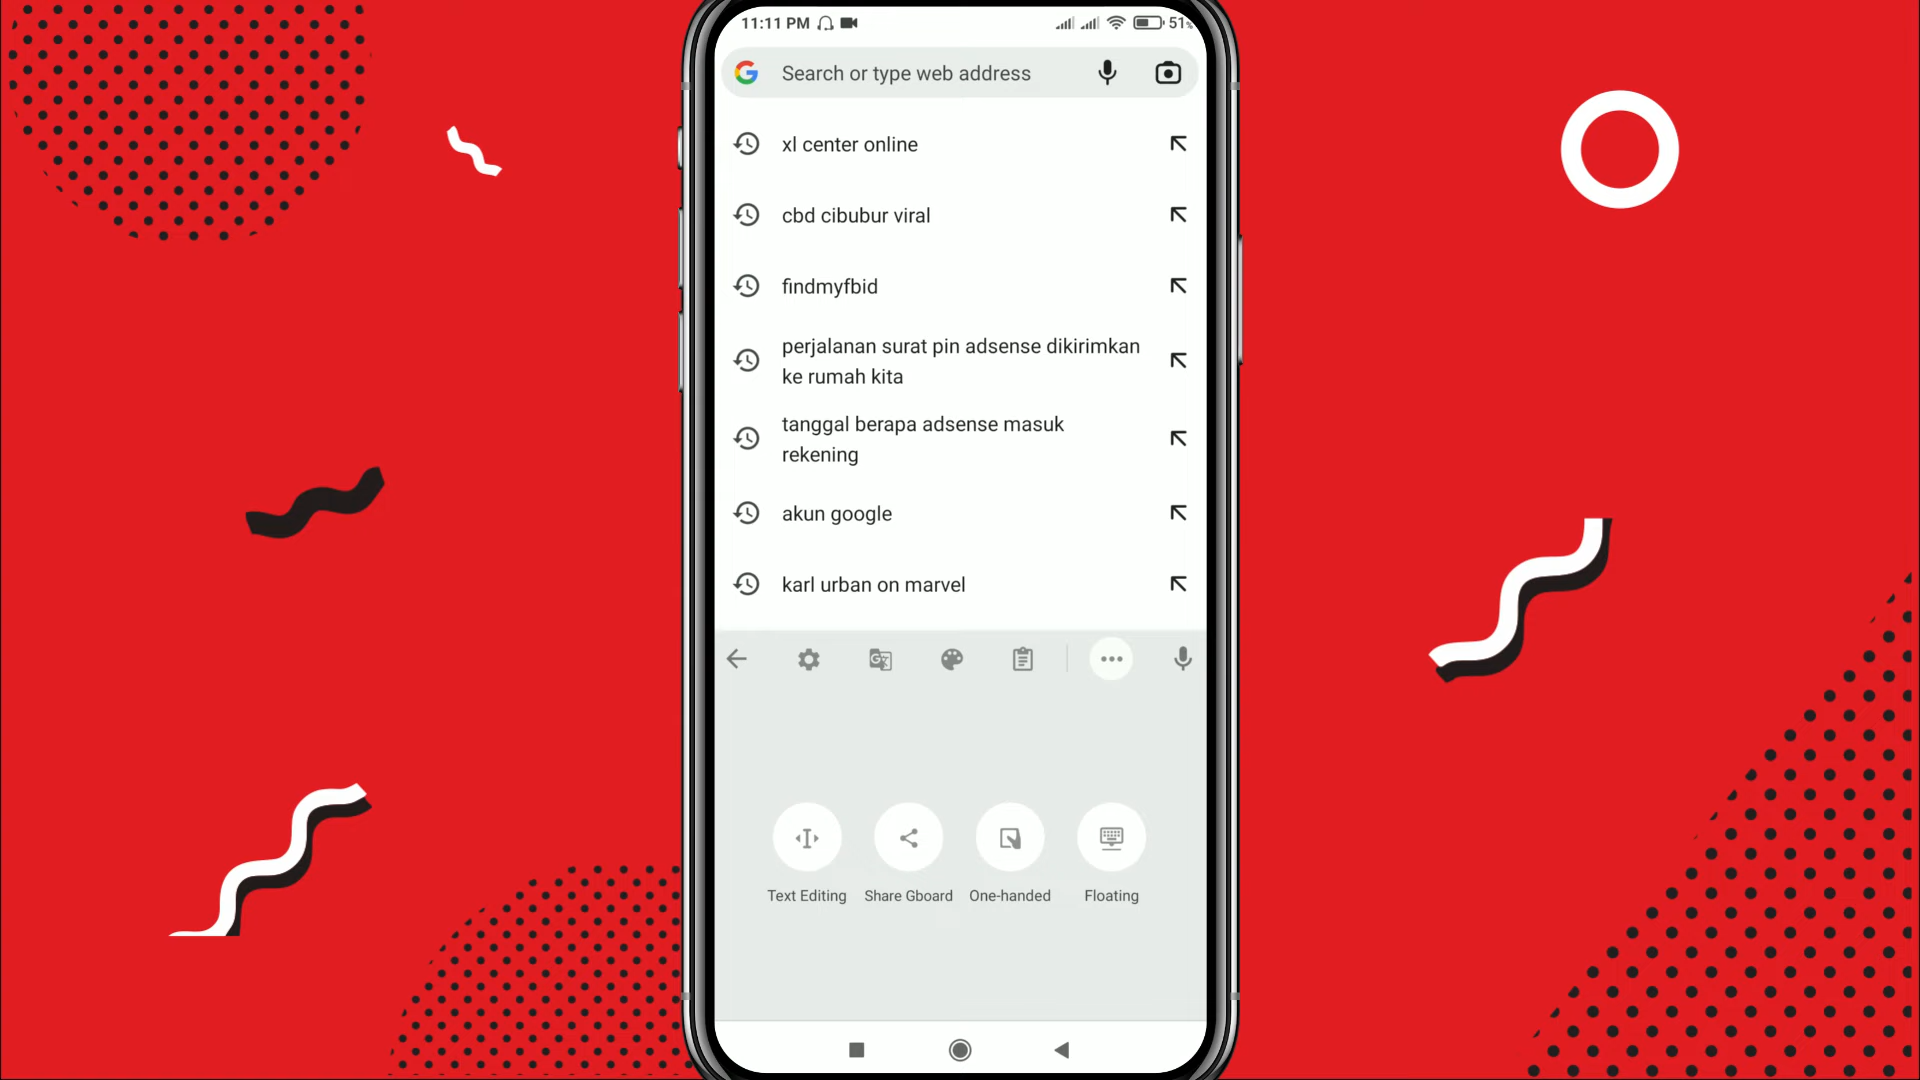 11:11 PM
51%
Search or type web address
xl center online
cbd cibubur viral
findmyfbid
perjalanan surat pin adsense dikirimkan
ke rumah kita
tanggal berapa adsense masuk
rekening
akun google
karl urban on marvel
Text Editing
Share Gboard
One-handed
Floating